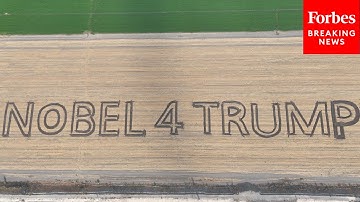 Forbes
BREAKING
NEWS
NOBEL 4 TRUMP